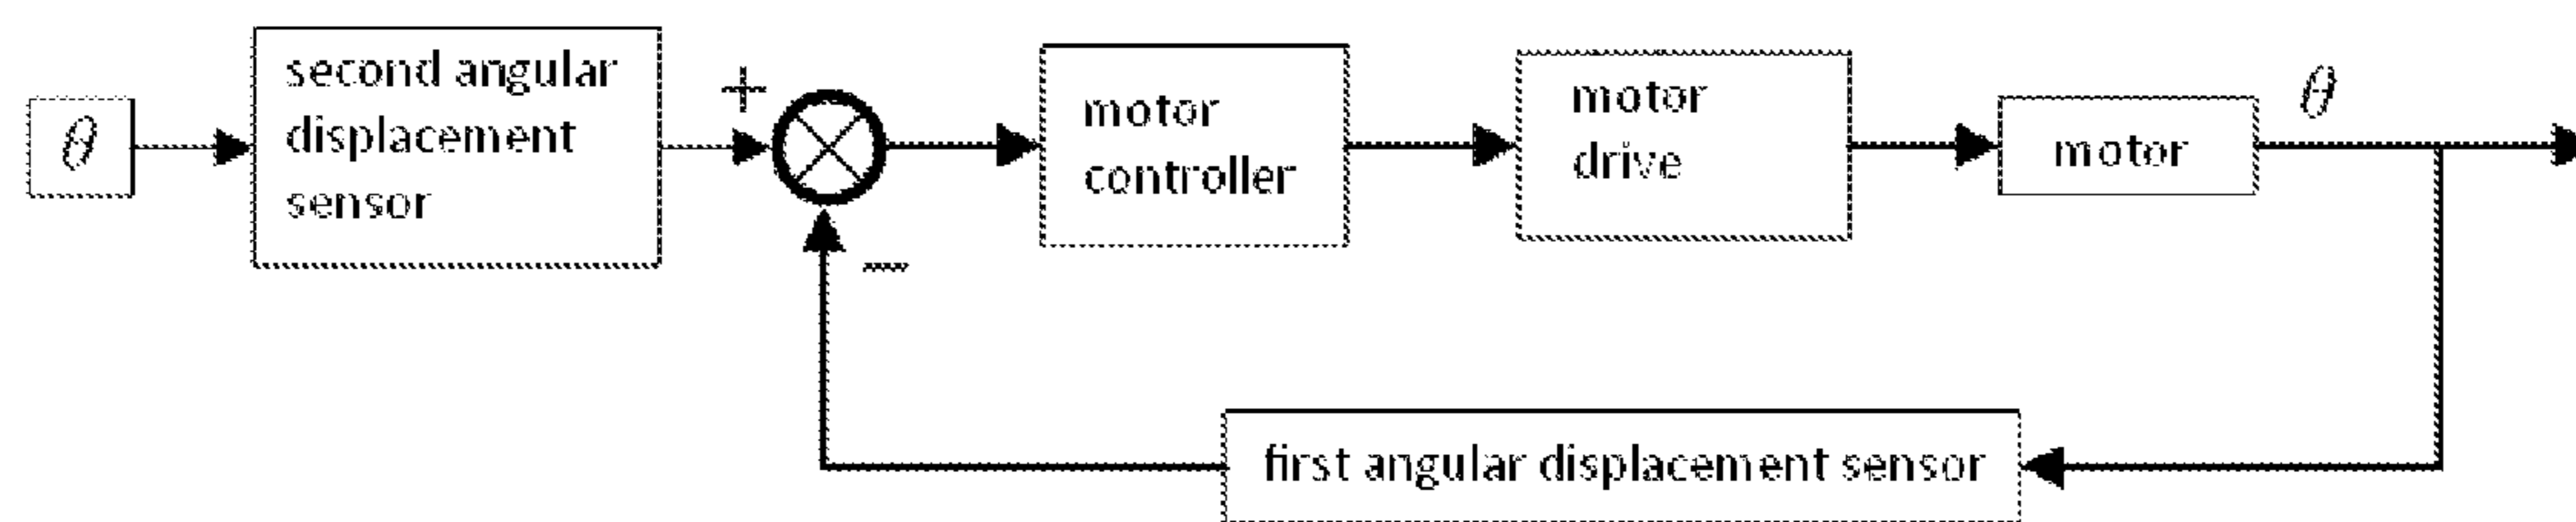 θ
second angular
displacement
sensor
+
−
motor
controller
motor
drive
motor
θ
first angular displacement sensor